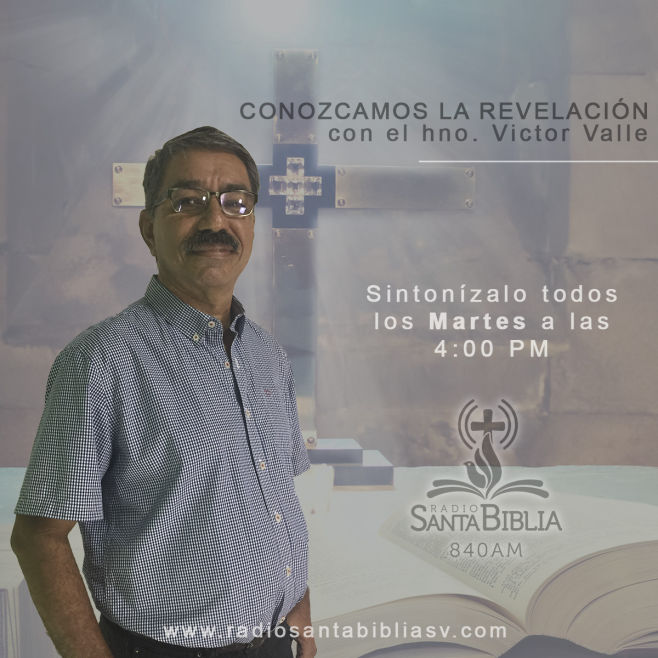 CONOZCAMOS LA REVELACIÓN
con el hno. Victor Valle
Sintonízalo todos
los Martes a las
4:00 PM
RADIO
SANTA BIBLIA
840AM
www.radiosantabibliasv.com